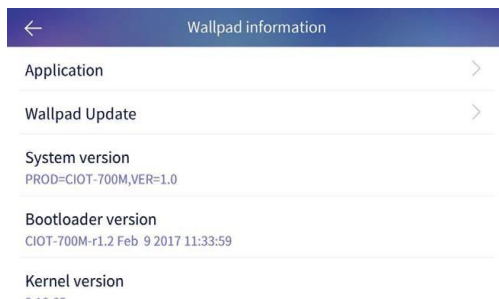 Wallpad information
Application
Wallpad Update
System version
PROD=CIOT-700M,VER=1.0
Bootloader version
CIOT-700M-r1.2 Feb 9 2017 11:33:59
Kernel version